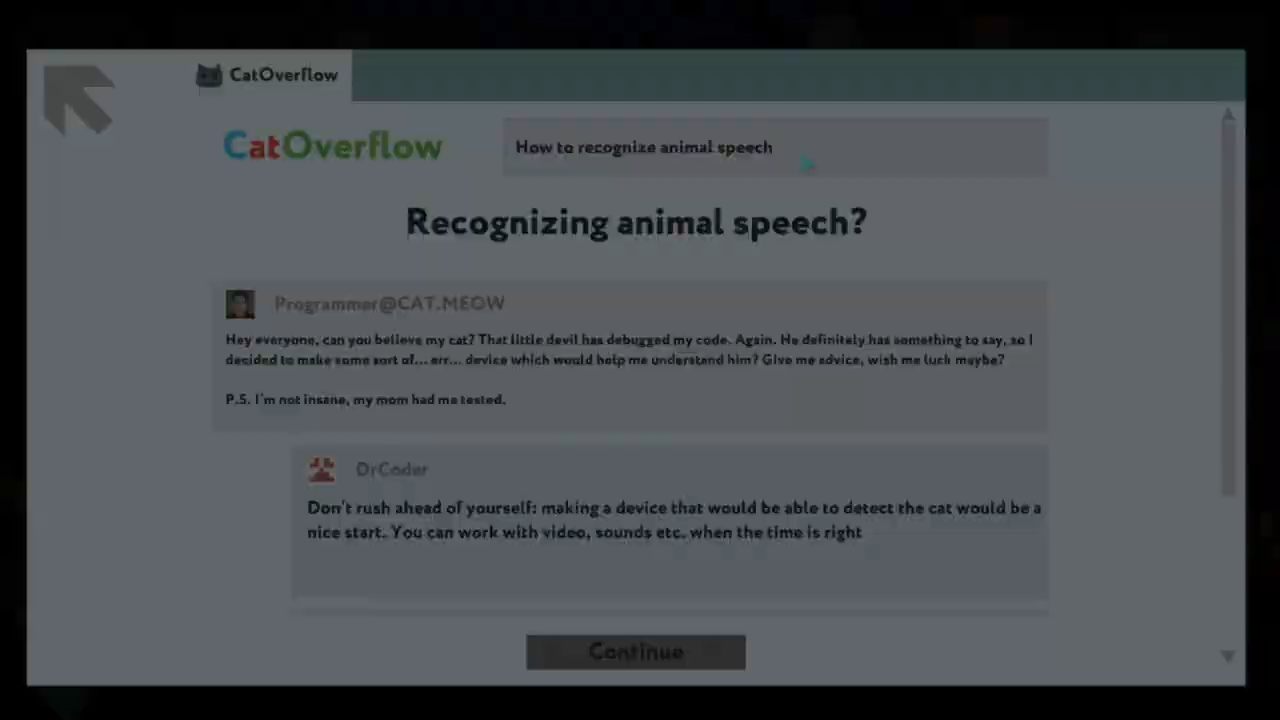 CatOverflow
CatOverflow
How to recognize animal speech
Recognizing animal speech?
Programmer@CAT.MEOW
Hey everyone, can you believe my cat? That little devil has debugged my code. Again. He definitely has something to say, so I
decided to make some sort of... err... device which would help me understand him? Give me advice, wish me luck maybe?
P.S. I'm not insane, my mom had me tested.
DrCoder
Don't rush ahead of yourself: making a device that would be able to detect the cat would be a
nice start. You can work with video, sounds etc. when the time is right
Continue